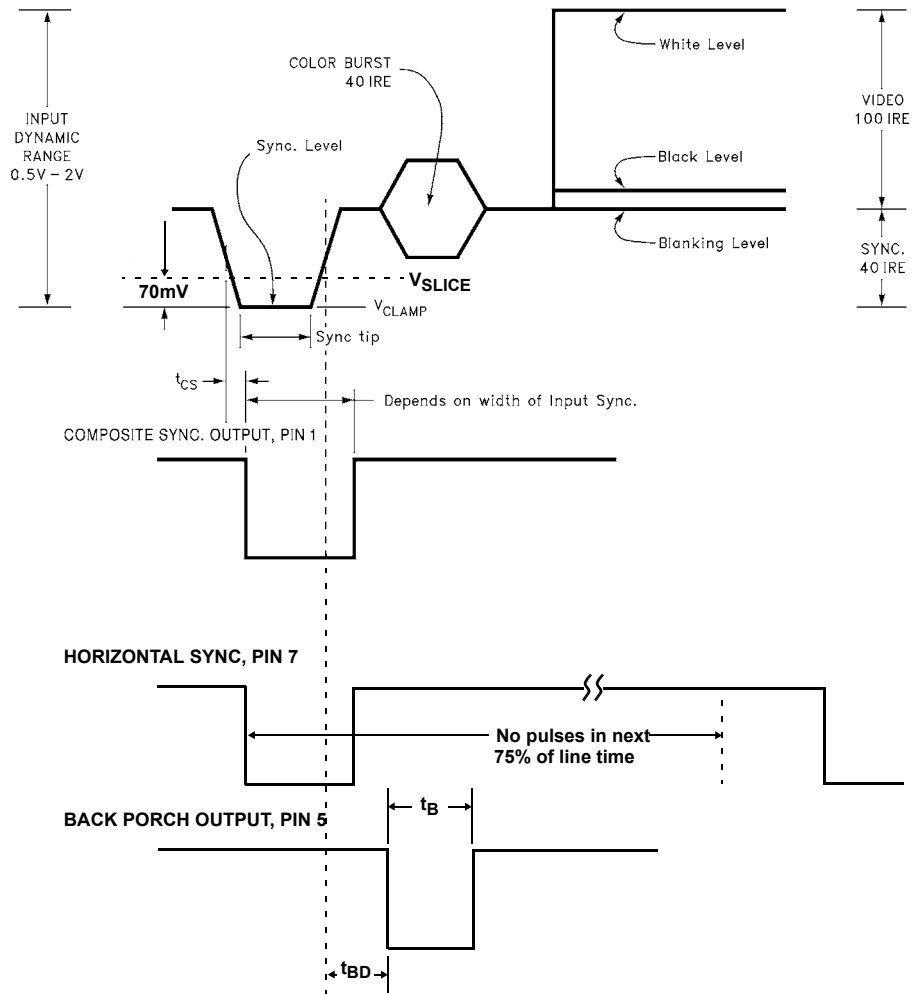 White Level
COLOR BURST
40 IRE
INPUT
DYNAMIC
RANGE
0.5V – 2V
VIDEO
100 IRE
Sync. Level
Black Level
Blanking Level
SYNC.
40 IRE
70mV
VSLICE
VCLAMP
Sync tip
tCS
Depends on width of Input Sync.
COMPOSITE SYNC. OUTPUT, PIN 1
HORIZONTAL SYNC, PIN 7
No pulses in next
75% of line time
tB
BACK PORCH OUTPUT, PIN 5
tBD